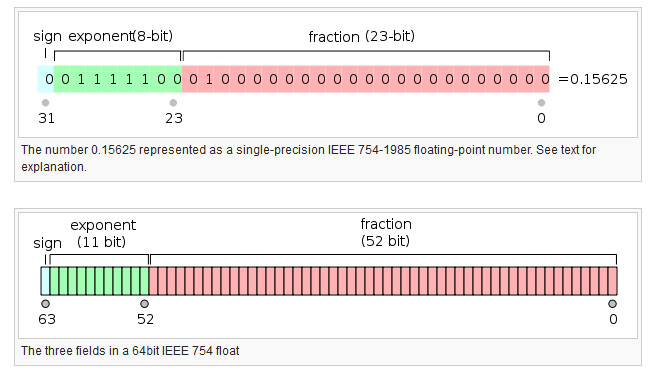 sign exponent(8-bit) fraction (23-bit)
0 0 1 1 1 1 1 0 0 0 1 0 0 0 0 0 0 0 0 0 0 0 0 0 0 0 0 0 0 0 0 0 =0.15625
31 23 0
The number 0.15625 represented as a single-precision IEEE 754-1985 floating-point number. See text for
explanation.
sign exponent
(11 bit) fraction
(52 bit)
63 52 0
The three fields in a 64bit IEEE 754 float